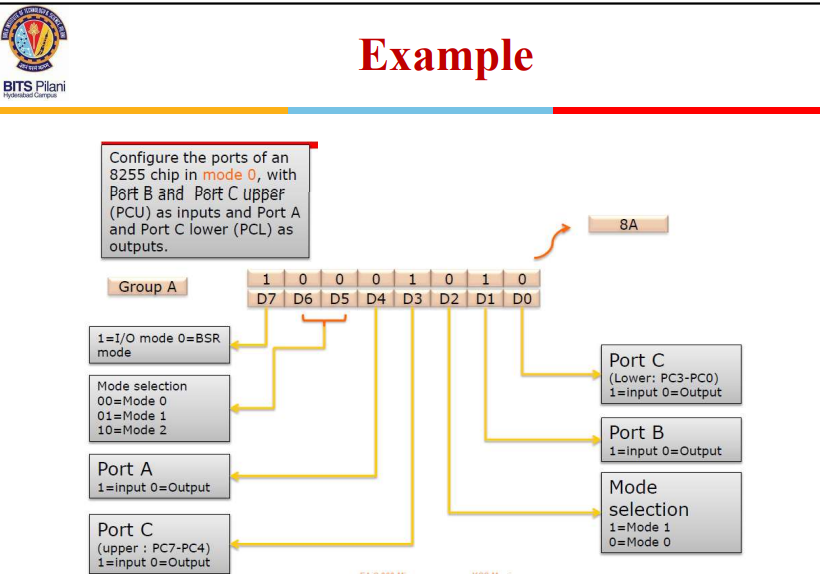 BITS Pilani
Hyderabad Campus
Example
Configure the ports of an
8255 chip in mode 0, with
Port B and Port C upper
(PCU) as inputs and Port A
and Port C lower (PCL) as
outputs.
8A
Group A
1 0 0 0 1 0 1 0
D7 D6 D5 D4 D3 D2 D1 D0
1=I/O mode 0=BSR
mode
Mode selection
00=Mode 0
01=Mode 1
10=Mode 2
Port A
1=input 0=Output
Port C
(upper : PC7-PC4)
1=input 0=Output
Port C
(Lower: PC3-PC0)
1=input 0=Output
Port B
1=input 0=Output
Mode
selection
1=Mode 1
0=Mode 0